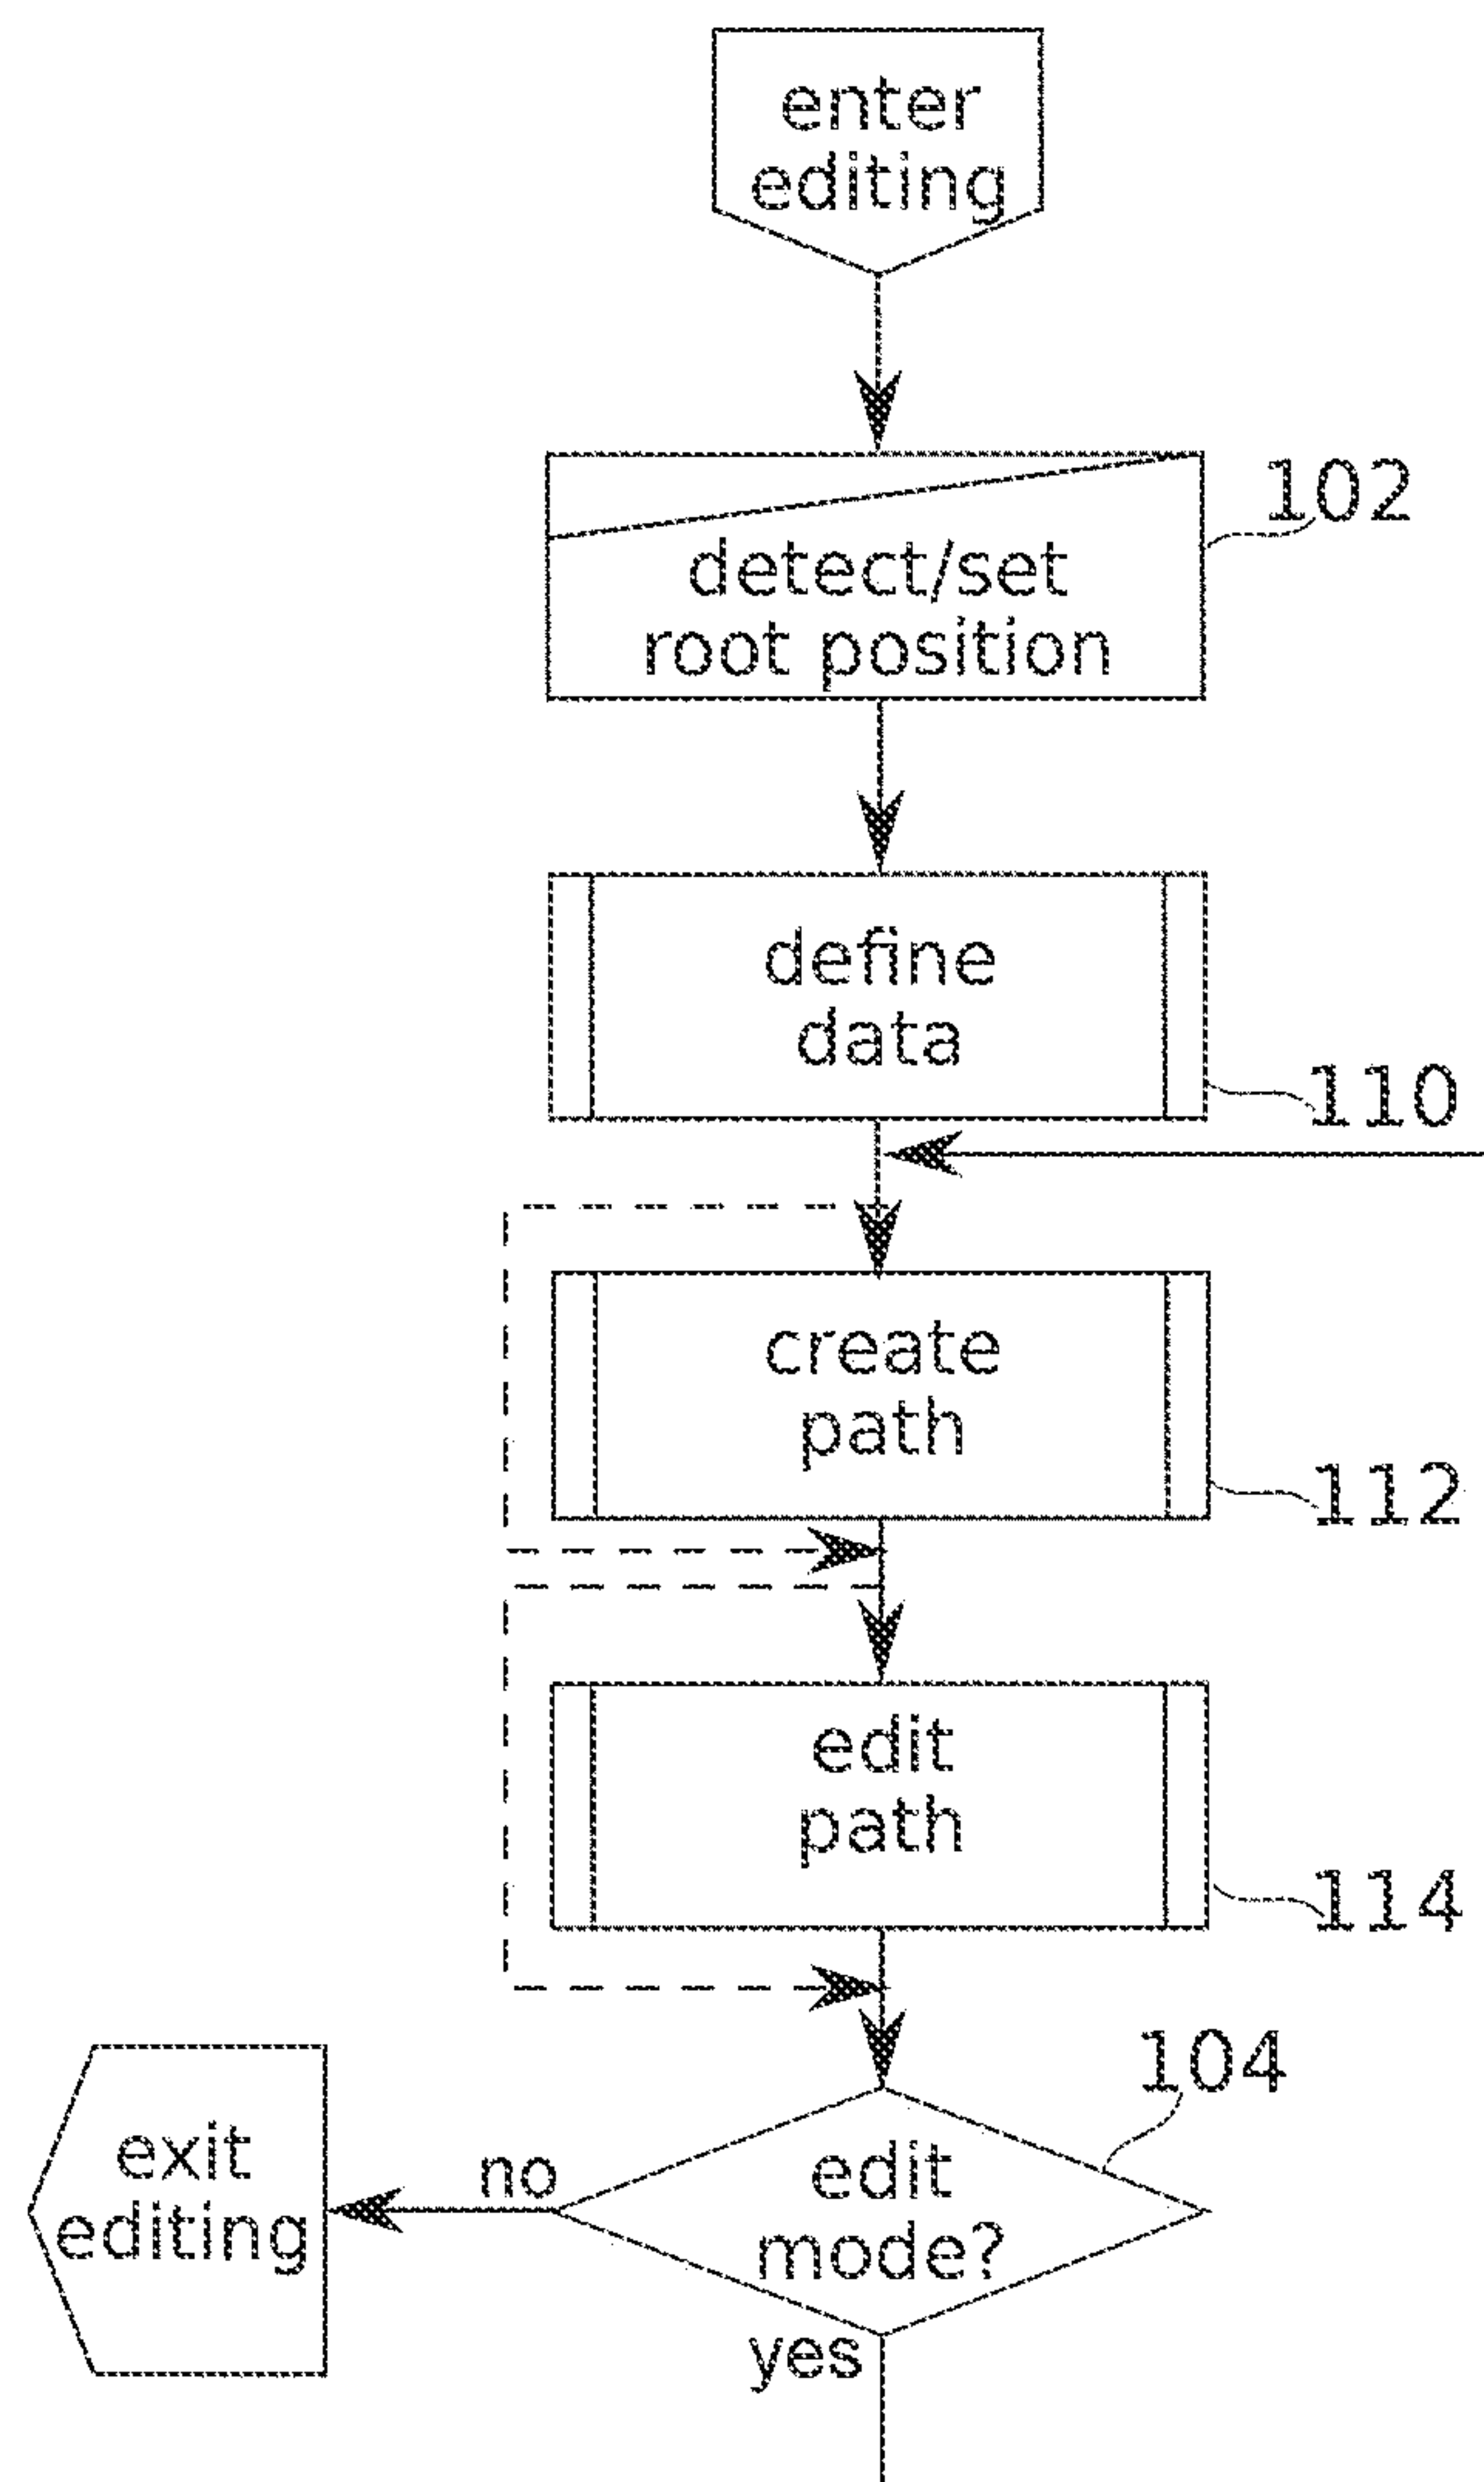 enter
editing
102
detect/set
root position
define
data
110
create
path
112
edit
path
114
104
edit
mode?
no
exit
editing
yes